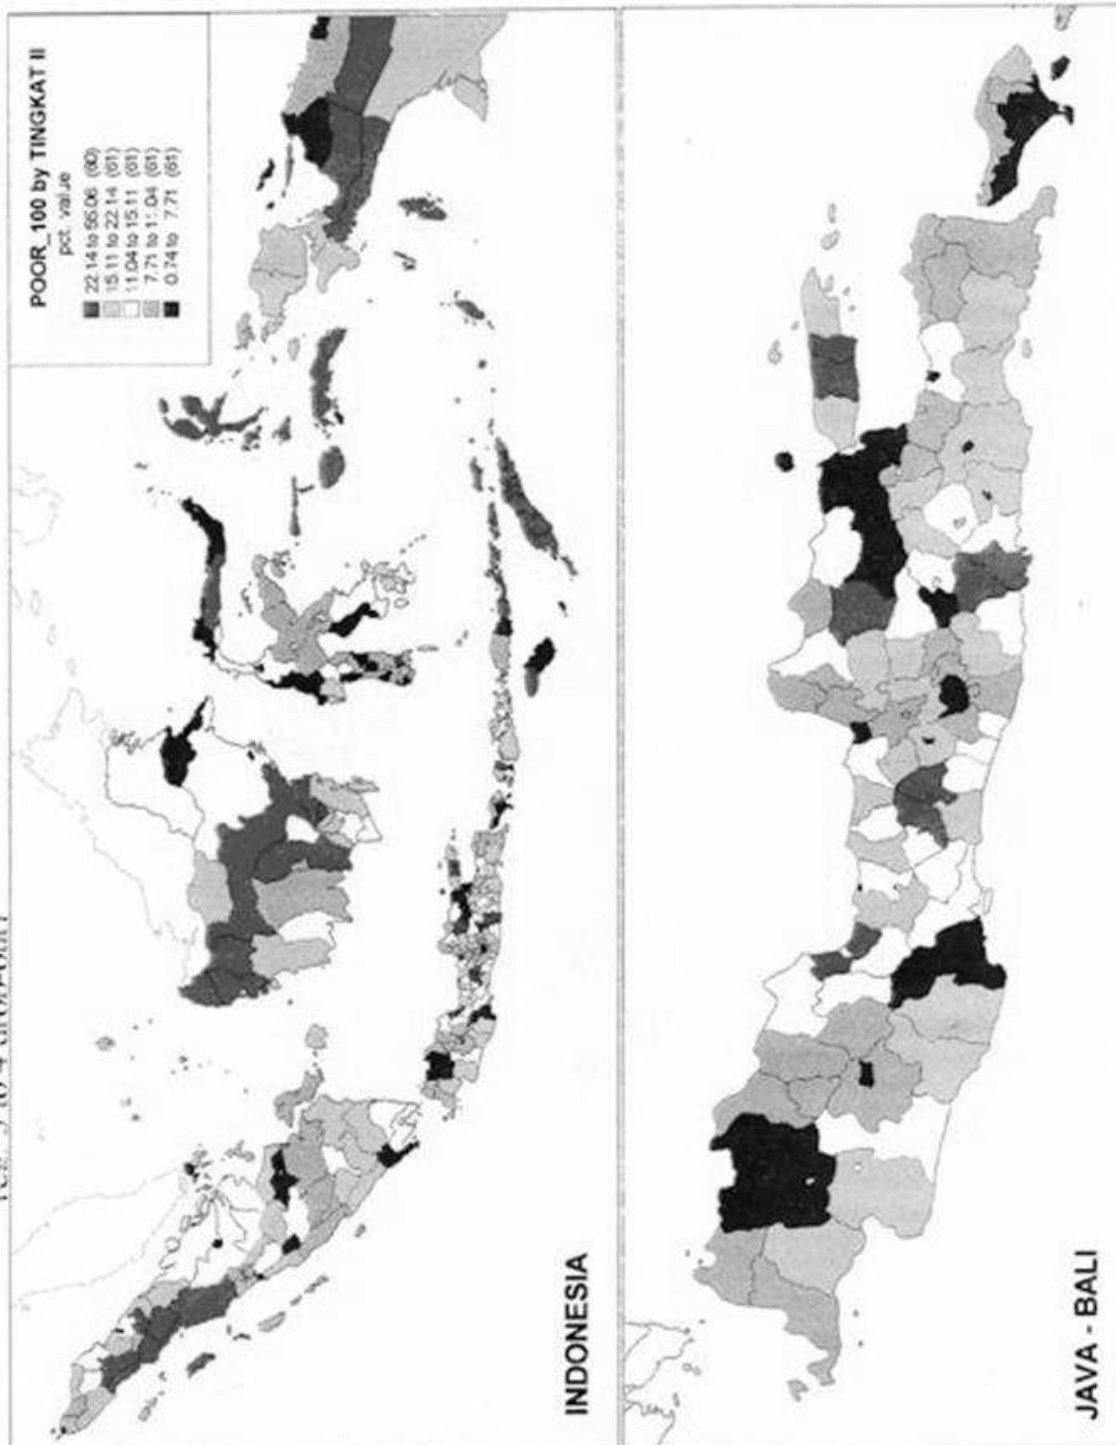 POOR_100 by TINGKAT II
pct. value
22.14 to 55.06 (60)
15.11 to 22.14 (61)
11.04 to 15.11 (61)
7.71 to 11.04 (61)
0.74 to 7.71 (61)
INDONESIA
JAVA - BALI